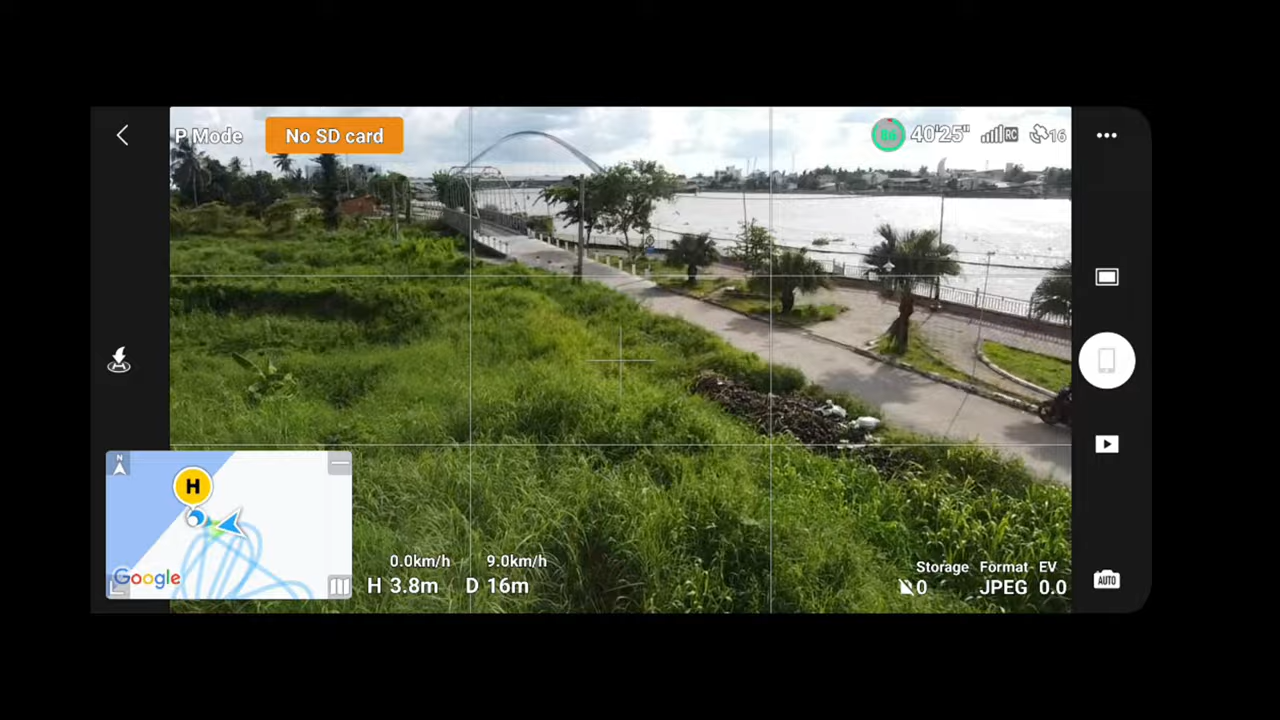 P Mode
No SD card
86
40'25"
RC
16
N
H
Google
0.0km/h
9.0km/h
H 3.8m
D 16m
Storage Format EV
0 JPEG 0.0
AUTO